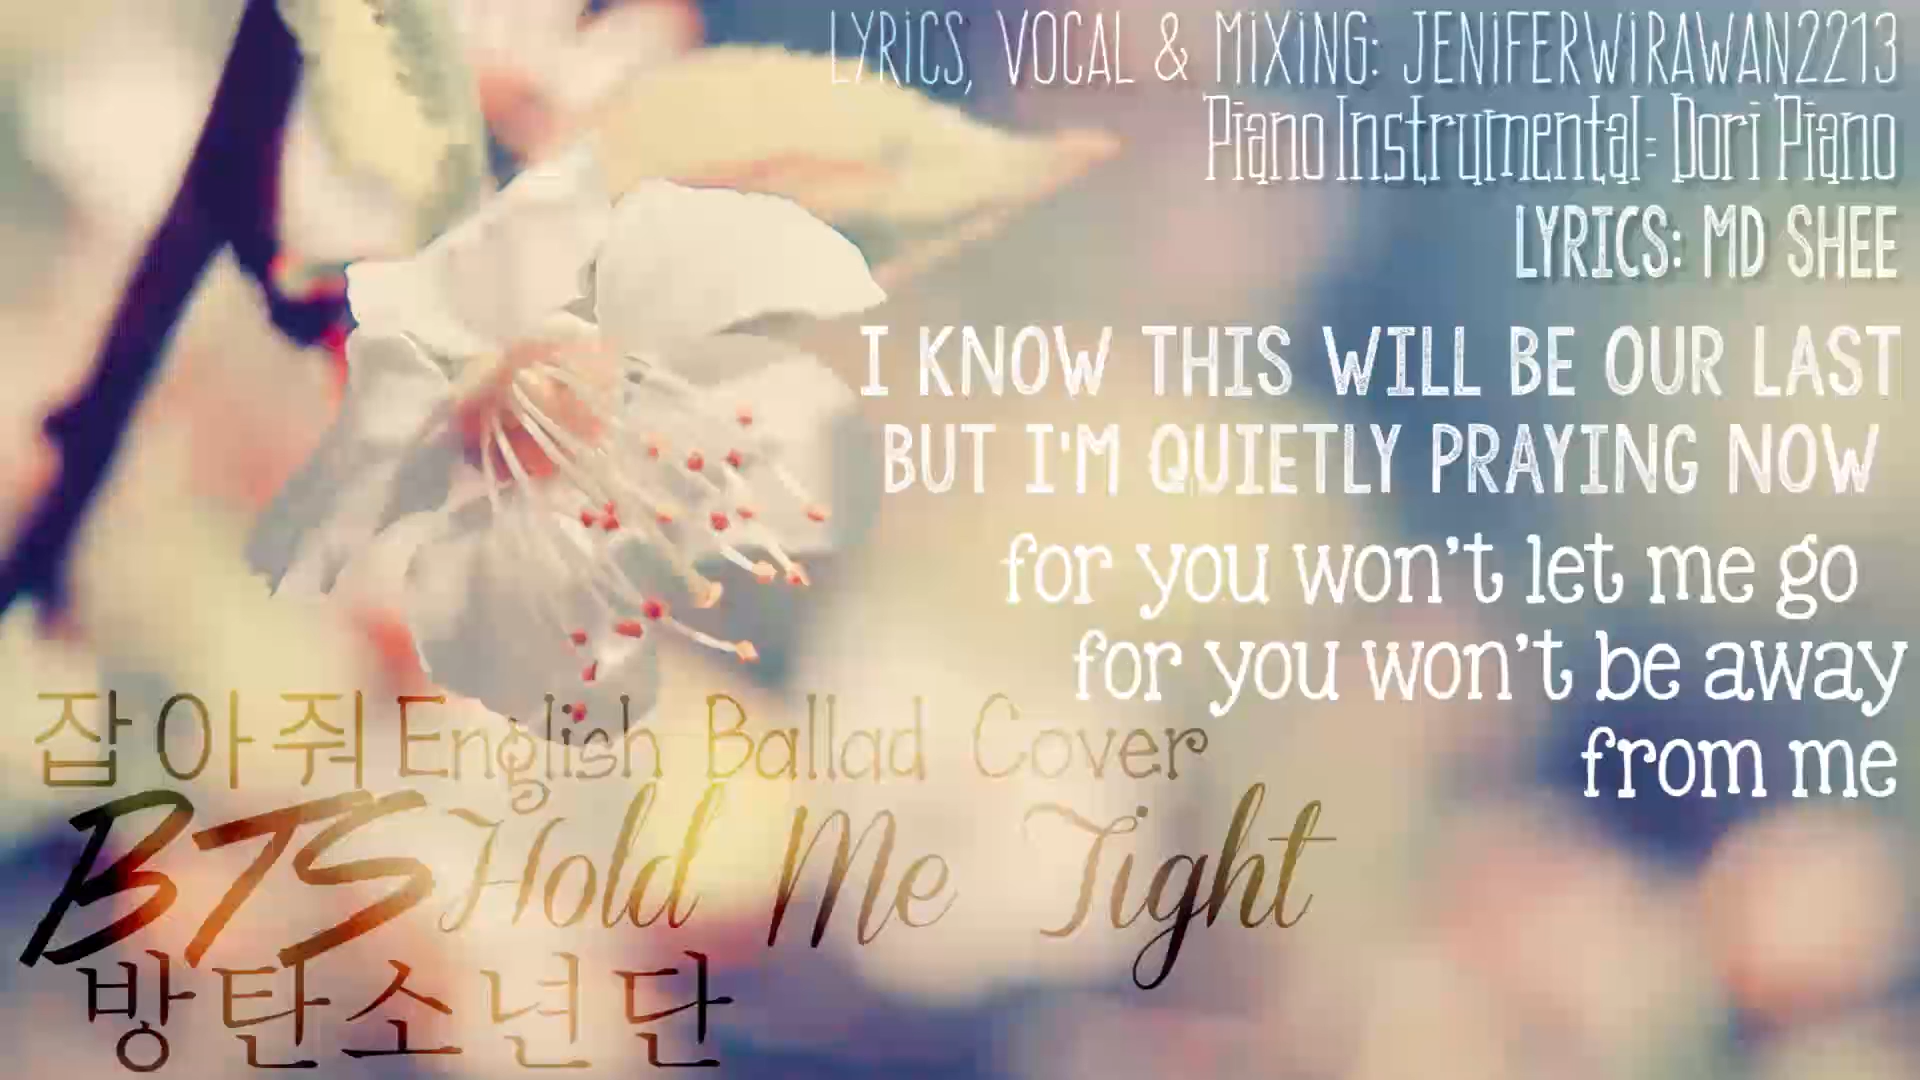 LYRiCS, VOCAL & MiXiNG: JENiFERWiRAWAN2213
Piano Instrumental: Dori Piano
LYRICS: MD SHEE
I KNOW THIS WILL BE OUR LAST
BUT I'M QUIETLY PRAYING NOW
for you won't let me go
for you won't be away
from me
잡아줘 English Ballad Cover
BTS Hold Me Tight
방탄소년단